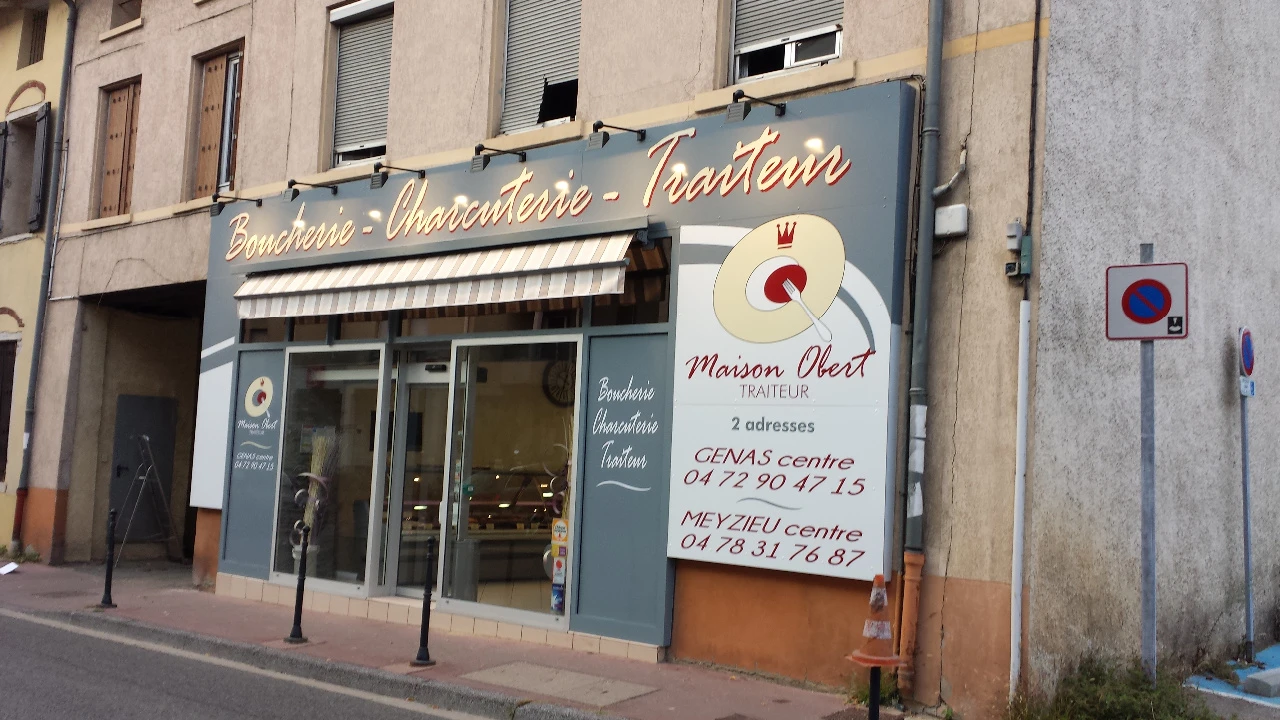 Boucherie - Charcuterie - Traiteur
Maison Obert
TRAITEUR
2 adresses
GENAS centre
04 72 90 47 15
MEYZIEU centre
04 78 31 76 87
Boucherie
Charcuterie
Traiteur
Maison Obert
GENAS centre
04 72 90 47 15